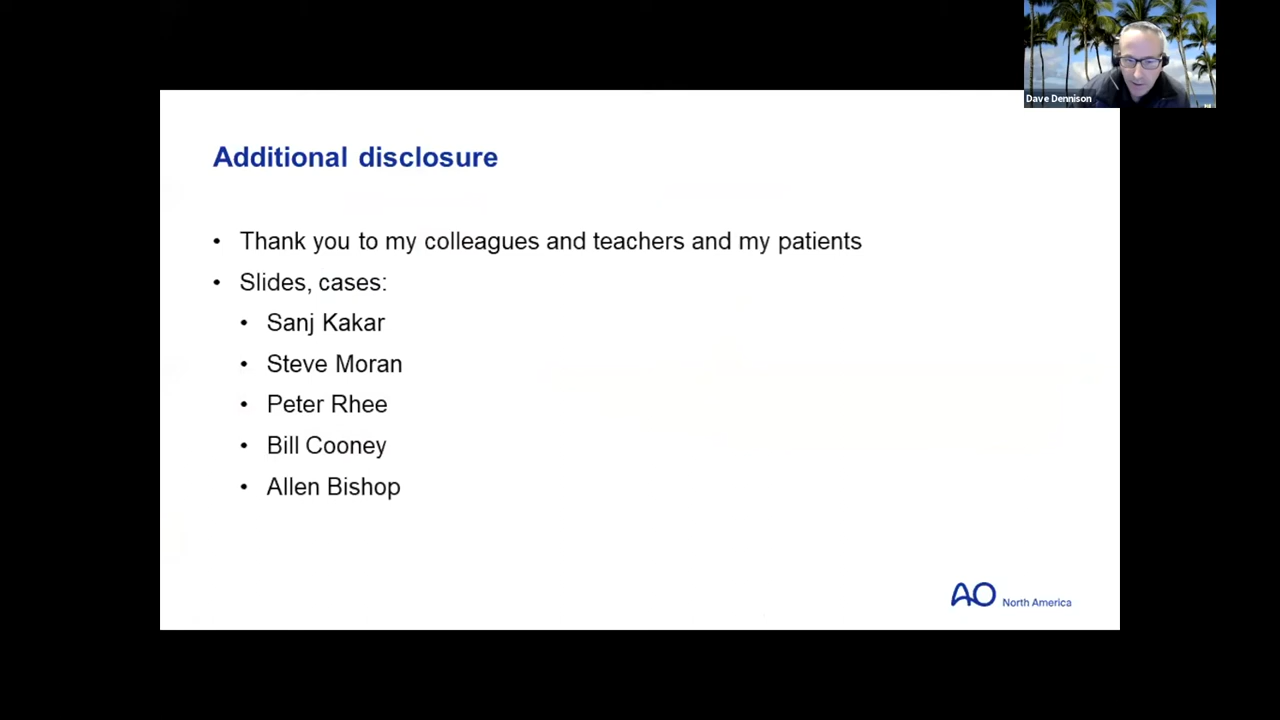 Dave Dennison
Additional disclosure
• Thank you to my colleagues and teachers and my patients
• Slides, cases:
• Sanj Kakar
• Steve Moran
• Peter Rhee
• Bill Cooney
• Allen Bishop
AO North America